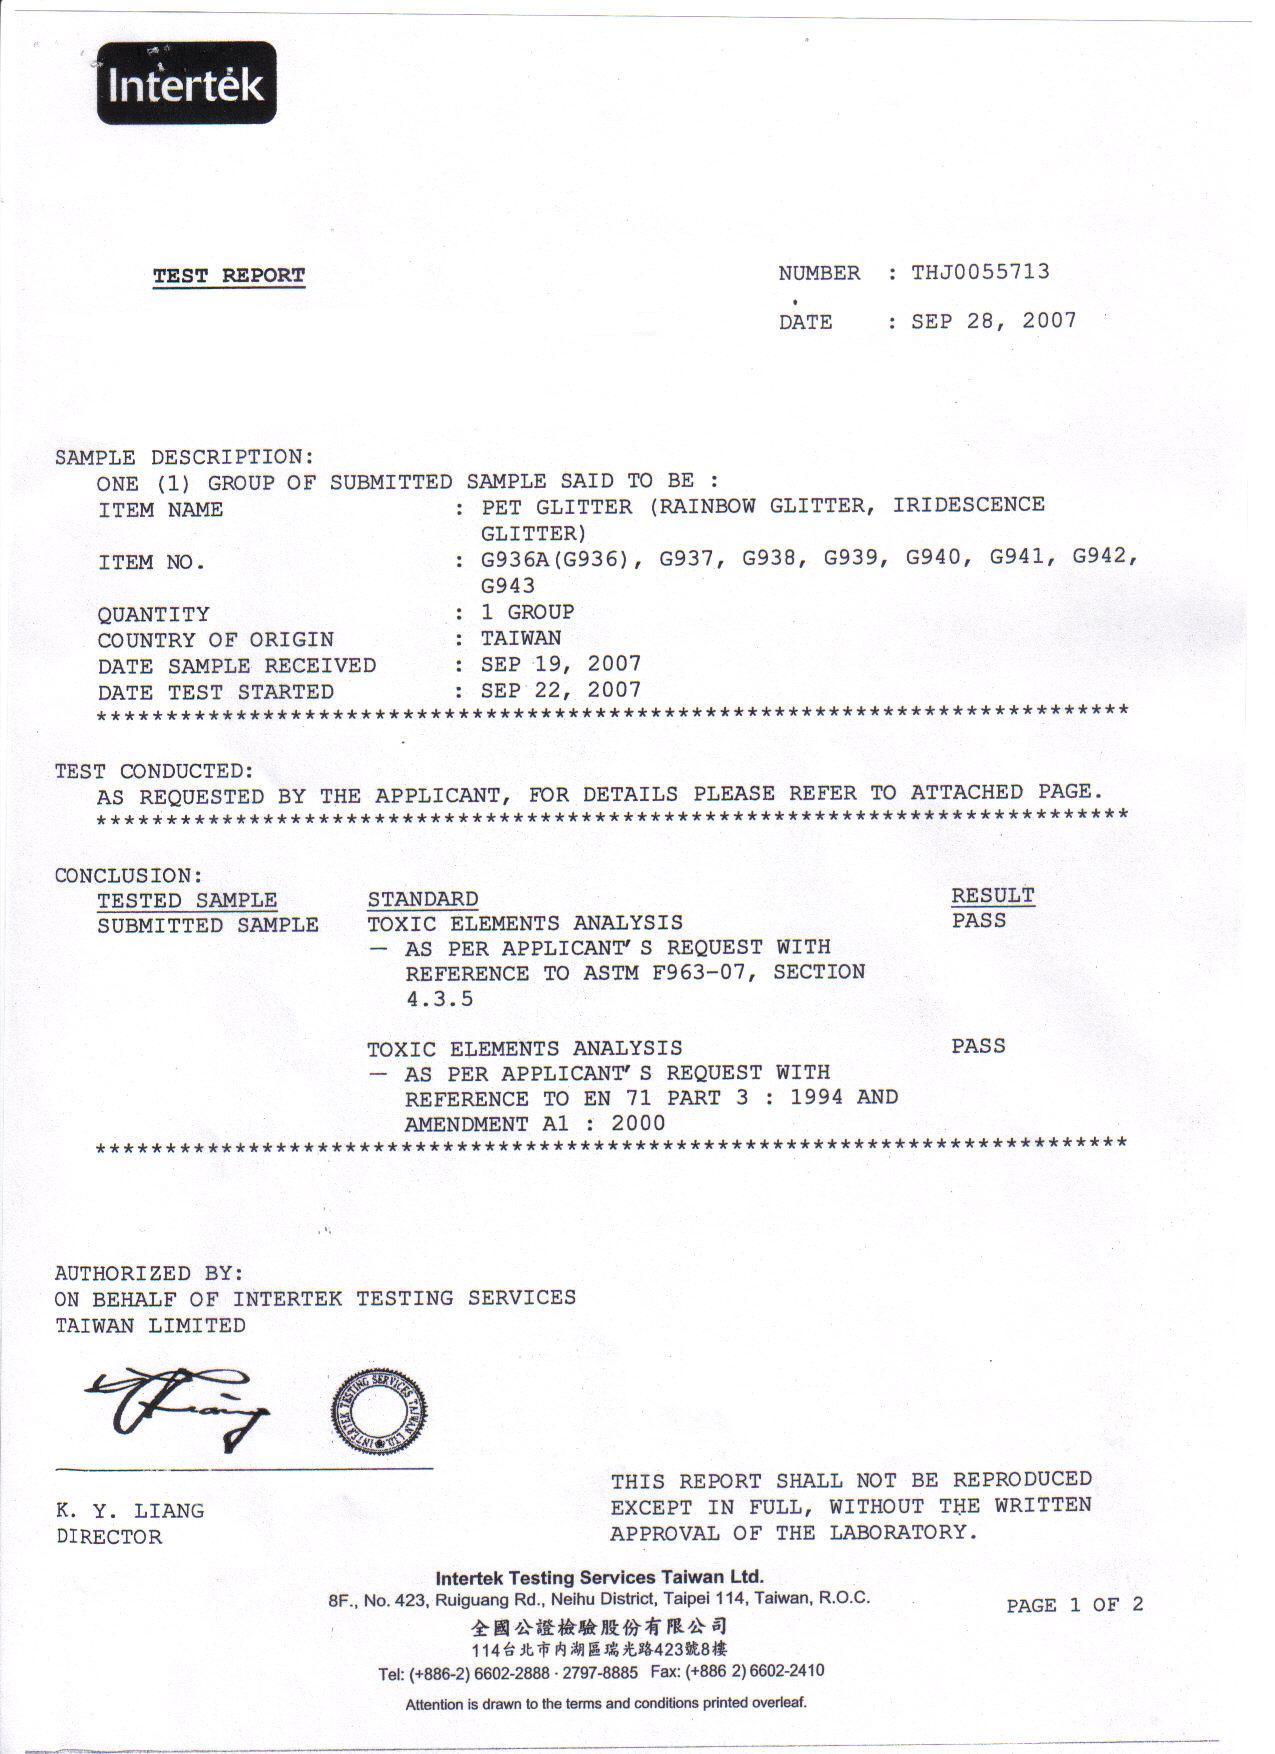 Intertek
TEST REPORT
NUMBER : THJ0055713
DATE : SEP 28, 2007
SAMPLE DESCRIPTION:
ONE (1) GROUP OF SUBMITTED SAMPLE SAID TO BE :
ITEM NAME : PET GLITTER (RAINBOW GLITTER, IRIDESCENCE
GLITTER)
ITEM NO. : G936A(G936), G937, G938, G939, G940, G941, G942,
G943
QUANTITY : 1 GROUP
COUNTRY OF ORIGIN : TAIWAN
DATE SAMPLE RECEIVED : SEP 19, 2007
DATE TEST STARTED : SEP 22, 2007
***************************************************************************
TEST CONDUCTED:
AS REQUESTED BY THE APPLICANT, FOR DETAILS PLEASE REFER TO ATTACHED PAGE.
***************************************************************************
CONCLUSION:
TESTED SAMPLE STANDARD RESULT
SUBMITTED SAMPLE TOXIC ELEMENTS ANALYSIS PASS
— AS PER APPLICANT'S REQUEST WITH
REFERENCE TO ASTM F963-07, SECTION
4.3.5
TOXIC ELEMENTS ANALYSIS PASS
— AS PER APPLICANT'S REQUEST WITH
REFERENCE TO EN 71 PART 3 : 1994 AND
AMENDMENT A1 : 2000
***************************************************************************
AUTHORIZED BY:
ON BEHALF OF INTERTEK TESTING SERVICES
TAIWAN LIMITED
INTERTEK TESTING SERVICES TAIWAN LTD.
K. Y. LIANG
DIRECTOR
THIS REPORT SHALL NOT BE REPRODUCED
EXCEPT IN FULL, WITHOUT THE WRITTEN
APPROVAL OF THE LABORATORY.
Intertek Testing Services Taiwan Ltd.
8F., No. 423, Ruiguang Rd., Neihu District, Taipei 114, Taiwan, R.O.C.
PAGE 1 OF 2
全國公證檢驗股份有限公司
114台北市內湖區瑞光路423號8樓
Tel: (+886-2) 6602-2888 · 2797-8885 Fax: (+886 2) 6602-2410
Attention is drawn to the terms and conditions printed overleaf.